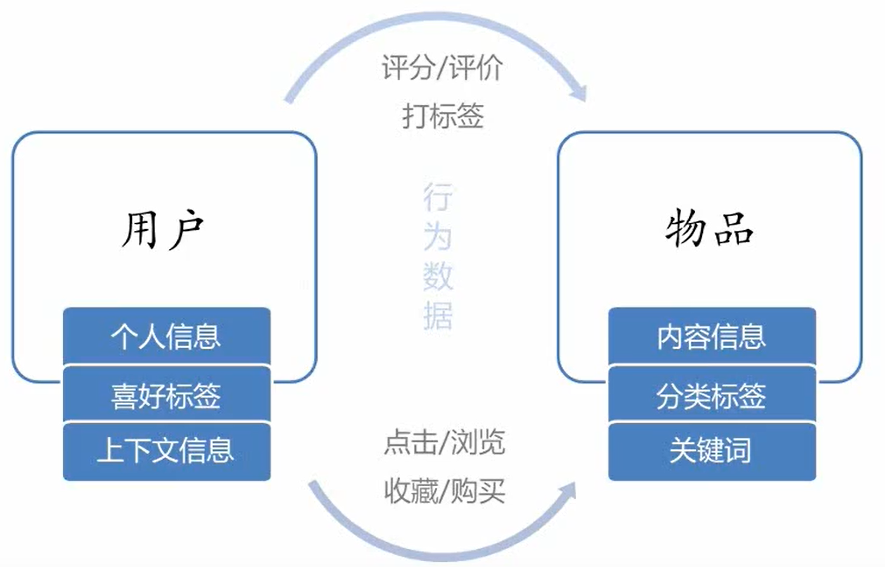 评分/评价
打标签
用户
个人信息
喜好标签
上下文信息
行为数据
物品
内容信息
分类标签
关键词
点击/浏览
收藏/购买